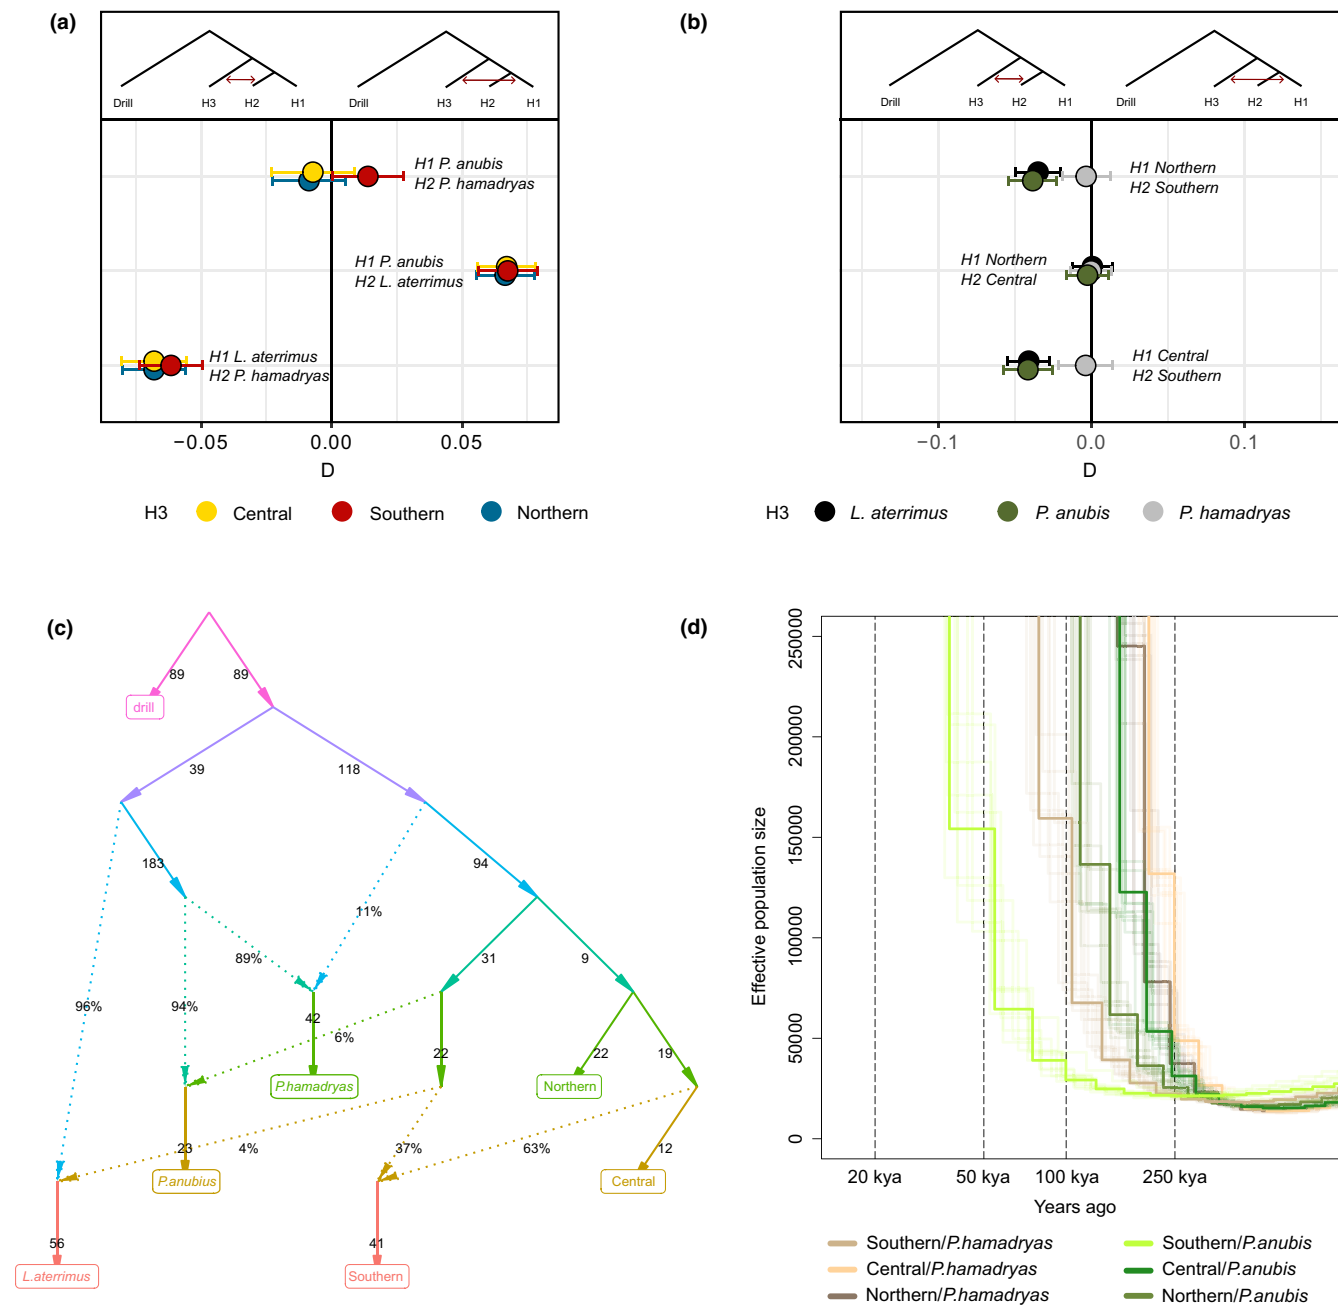 (a)
Drill
H3
H2
H1
Drill
H3
H2
H1
H1 P. anubis
H2 P. hamadryas
H1 P. anubis
H2 L. aterrimus
H1 L. aterrimus
H2 P. hamadryas
−0.05
0.00
0.05
D
H3
Central
Southern
Northern
(b)
Drill
H3
H2
H1
Drill
H3
H2
H1
H1 Northern
H2 Southern
H1 Northern
H2 Central
H1 Central
H2 Southern
−0.1
0.0
0.1
D
H3
L. aterrimus
P. anubis
P. hamadryas
(c)
89
89
drill
39
118
183
94
11%
89%
31
9
96%
94%
42
6%
22
22
19
P.hamadryas
Northern
23
4%
37%
63%
12
P.anubius
Central
56
41
L.aterrimus
Southern
(d)
Effective population size
250000
200000
150000
100000
50000
0
20 kya
50 kya
100 kya
250 kya
Years ago
Southern/P.hamadryas
Central/P.hamadryas
Northern/P.hamadryas
Southern/P.anubis
Central/P.anubis
Northern/P.anubis